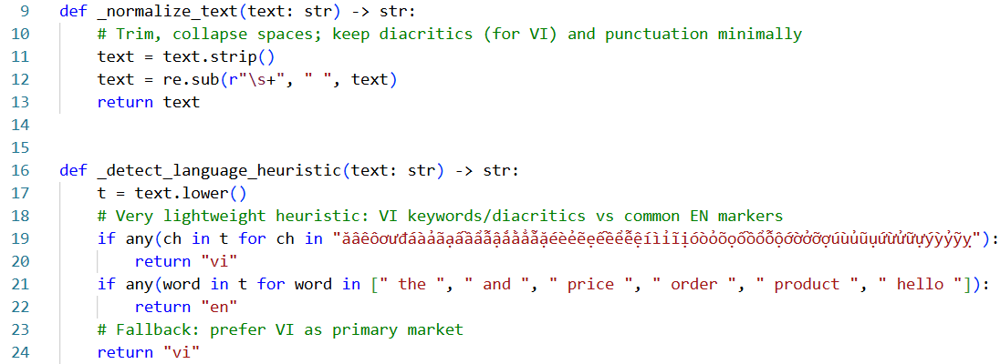 9 def _normalize_text(text: str) -> str:
10 # Trim, collapse spaces; keep diacritics (for VI) and punctuation minimally
11 text = text.strip()
12 text = re.sub(r"\s+", " ", text)
13 return text
14
15
16 def _detect_language_heuristic(text: str) -> str:
17 t = text.lower()
18 # Very lightweight heuristic: VI keywords/diacritics vs common EN markers
19 if any(ch in t for ch in "ăâêôơưđáàảãạấầẩẫậắằẳẵặéèẻẽẹếềểễệíìỉĩịóòỏõọốồổỗộớờởỡợúùủũụứừửữựýỳỷỹỵ"):
20 return "vi"
21 if any(word in t for word in [" the ", " and ", " price ", " order ", " product ", " hello "]):
22 return "en"
23 # Fallback: prefer VI as primary market
24 return "vi"